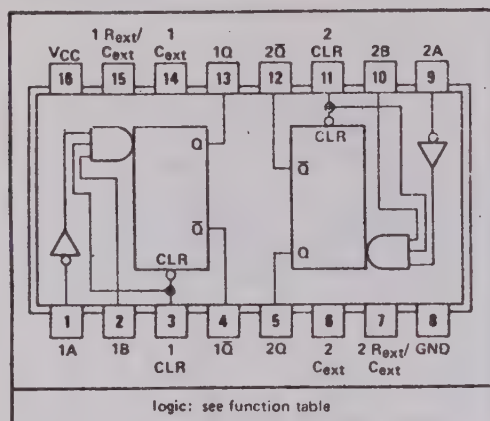 1 Rext/ 1 1Q 2Q̅ 2 2B 2A
VCC Cext Cext CLR
16 15 14 13 12 11 10 9
Q CLR
Q̅
Q̅ Q
CLR
1 2 3 4 5 6 7 8
1A 1B 1 1Q̅ 2Q 2 2 Rext/ GND
CLR Cext Cext
logic: see function table